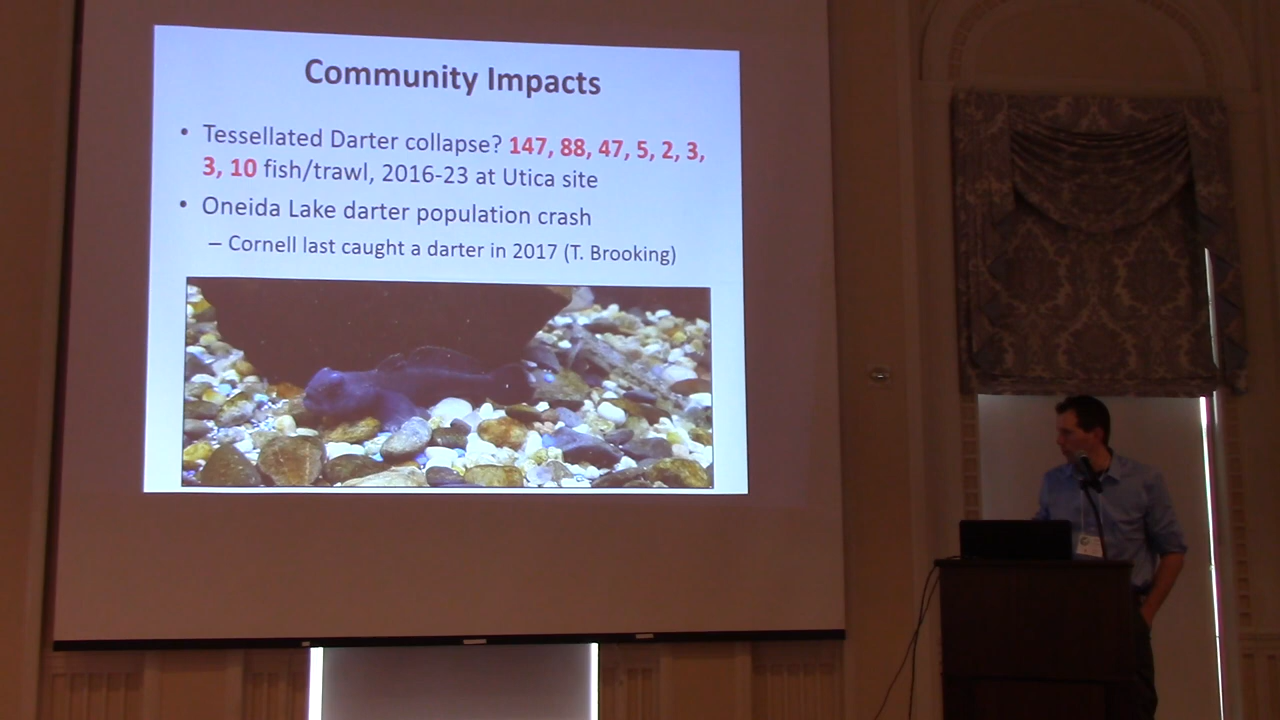 Community Impacts
• Tessellated Darter collapse? 147, 88, 47, 5, 2, 3,
3, 10 fish/trawl, 2016-23 at Utica site
• Oneida Lake darter population crash
– Cornell last caught a darter in 2017 (T. Brooking)